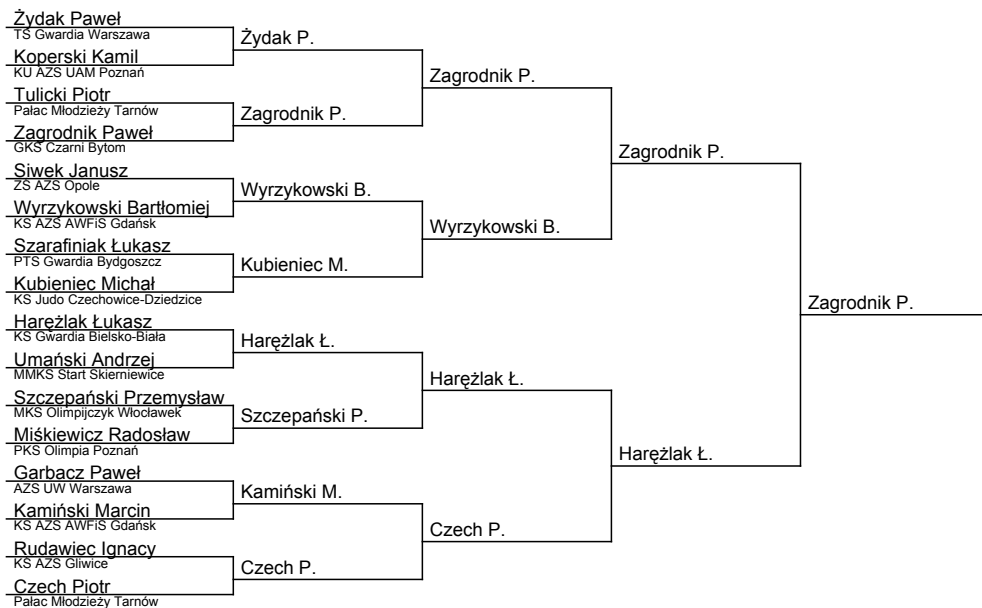 Żydak Paweł
TS Gwardia Warszawa
Koperski Kamil
KU AZS UAM Poznań
Tulicki Piotr
Pałac Młodzieży Tarnów
Zagrodnik Paweł
GKS Czarni Bytom
Siwek Janusz
ZS AZS Opole
Wyrzykowski Bartłomiej
KS AZS AWFiS Gdańsk
Szarafiniak Łukasz
PTS Gwardia Bydgoszcz
Kubieniec Michał
KS Judo Czechowice-Dziedzice
Harężlak Łukasz
KS Gwardia Bielsko-Biała
Umański Andrzej
MMKS Start Skierniewice
Szczepański Przemysław
MKS Olimpijczyk Włocławek
Miśkiewicz Radosław
PKS Olimpia Poznań
Garbacz Paweł
AZS UW Warszawa
Kamiński Marcin
KS AZS AWFiS Gdańsk
Rudawiec Ignacy
KS AZS Gliwice
Czech Piotr
Pałac Młodzieży Tarnów
Żydak P.
Zagrodnik P.
Wyrzykowski B.
Kubieniec M.
Harężlak Ł.
Szczepański P.
Kamiński M.
Czech P.
Zagrodnik P.
Wyrzykowski B.
Harężlak Ł.
Czech P.
Zagrodnik P.
Harężlak Ł.
Zagrodnik P.